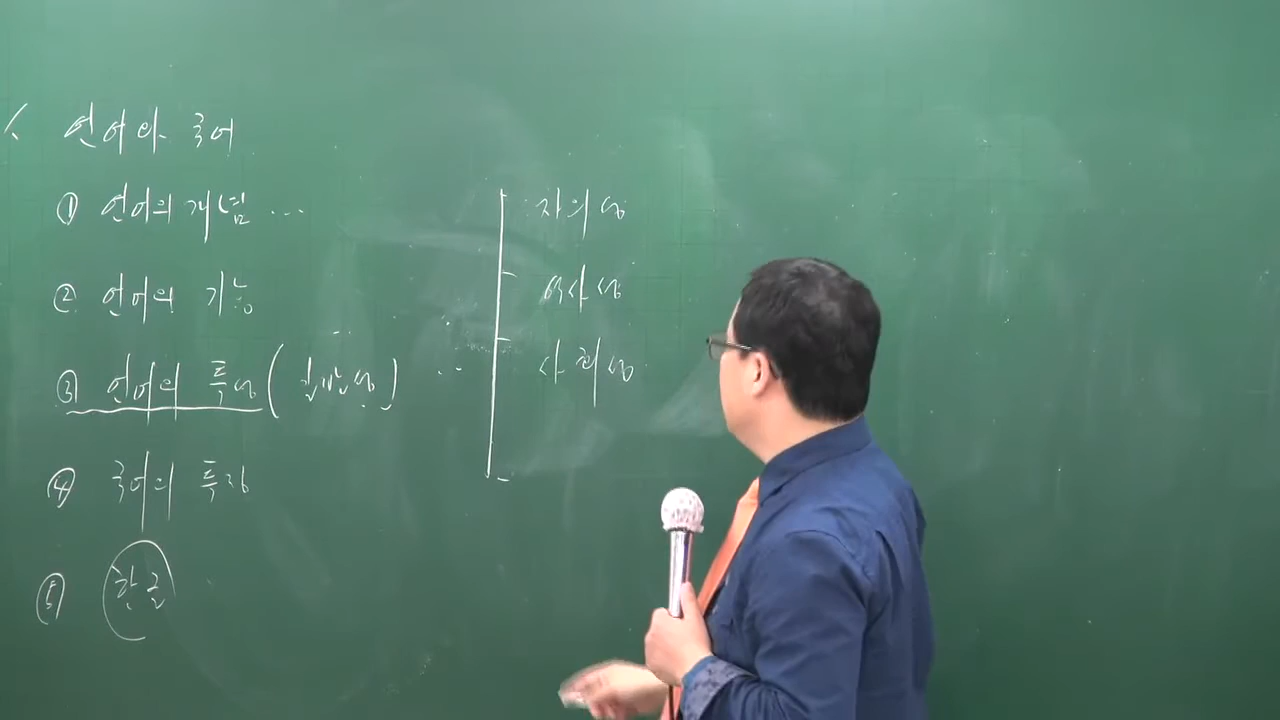 언어와 국어
① 언어의 개념 ...
② 언어의 기능
③ 언어의 특성 ( 찰방성 ) ..
④ 국어의 특징
⑤ 한글
자의성
역사성
사회성